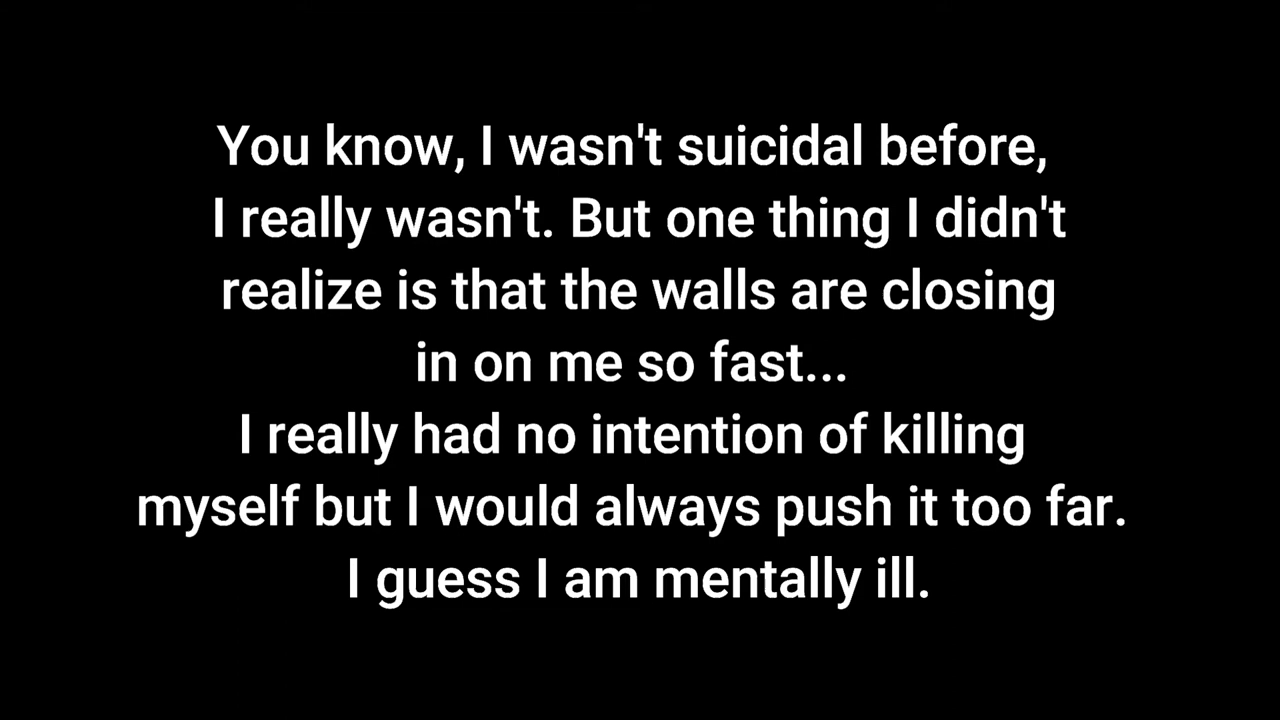 You know, I wasn't suicidal before,
I really wasn't. But one thing I didn't
realize is that the walls are closing
in on me so fast...
I really had no intention of killing
myself but I would always push it too far.
I guess I am mentally ill.